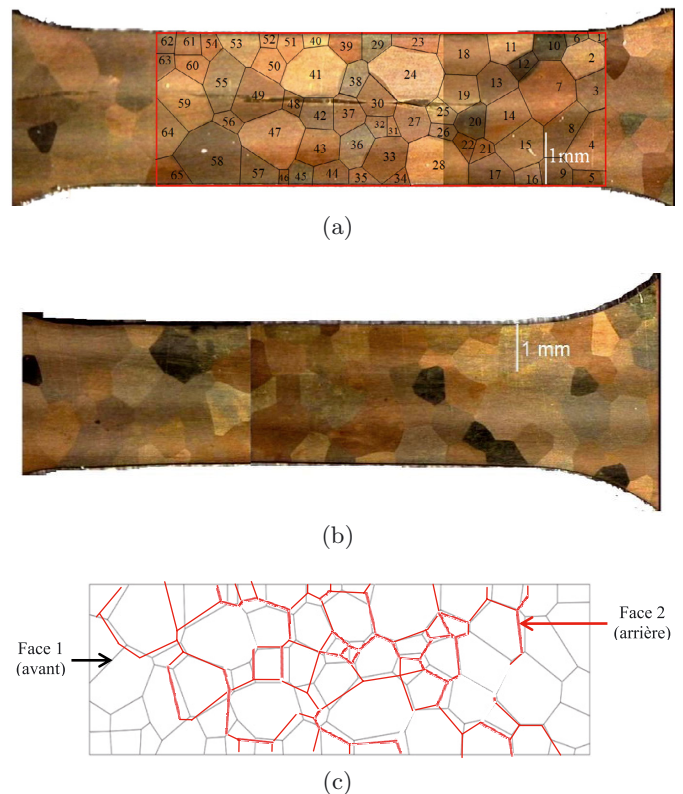 62 61 54 53 52 51 40 39 29 23 18 11 10 6 1
63 60 50 41 38 24 12 2
55 49 48 30 19 13 7 3
59 56 42 37 32 31 27 25 26 20 14 8
64 47 43 36 33 22 21 15 1mm 4
58 28
65 57 46 45 44 35 34 17 16 9 5
(a)
1 mm
(b)
Face 1
(avant)
Face 2
(arrière)
(c)